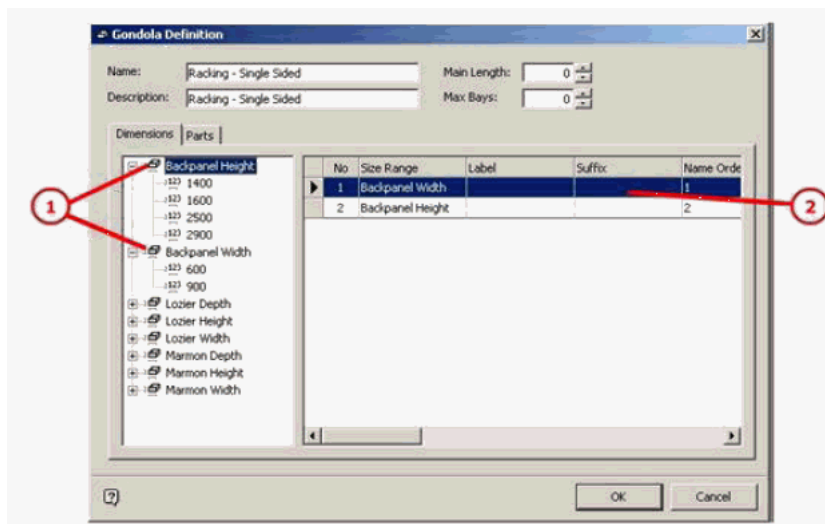 Gondola Definition
Name: Racking - Single Sided Main Length: 0
Description: Racking - Single Sided Max Bays: 0
Dimensions Parts
Backpanel Height
1400
1600
2500
2900
Backpanel Width
600
900
Lozier Depth
Lozier Height
Lozier Width
Marmon Depth
Marmon Height
Marmon Width
No Size Range Label Suffix Name Orde
1 Backpanel Width 1
2 Backpanel Height 2
1
2
OK Cancel